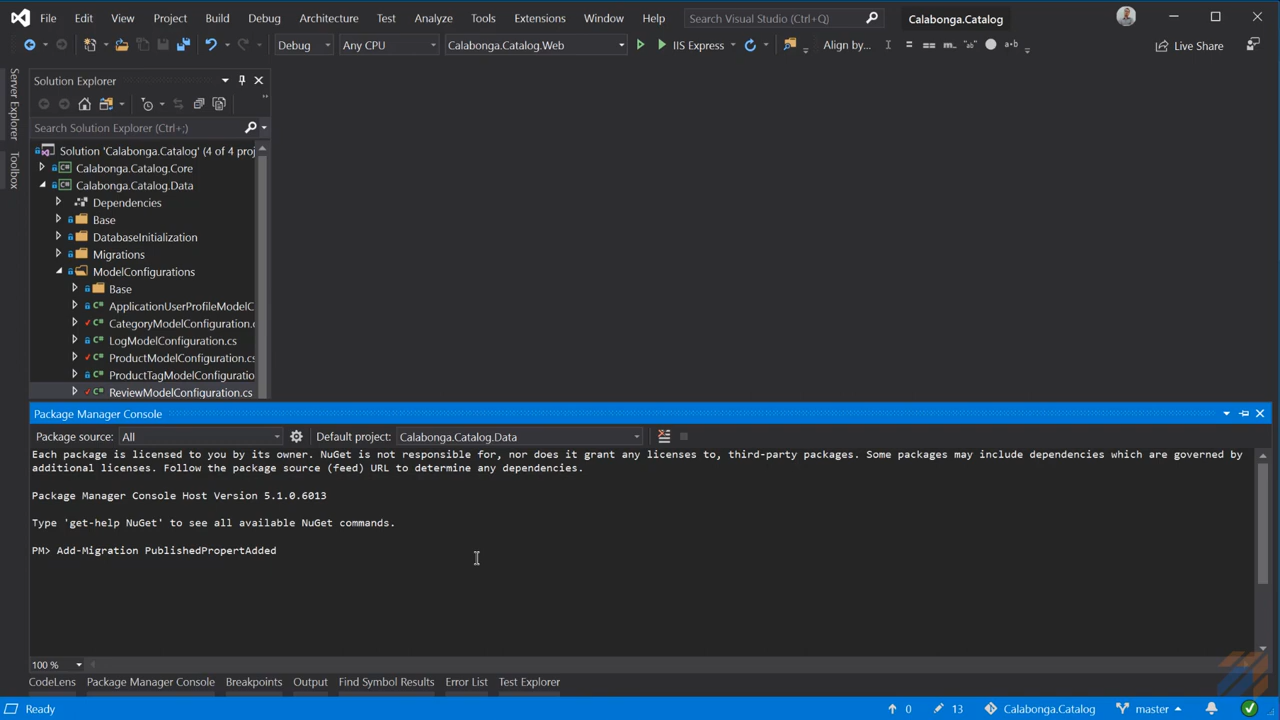 File Edit View Project Build Debug Architecture Test Analyze Tools Extensions Window Help Search Visual Studio (Ctrl+Q) Calabonga.Catalog
Debug Any CPU Calabonga.Catalog.Web IIS Express Align by... Live Share
Server Explorer
Toolbox
Solution Explorer
Search Solution Explorer (Ctrl+;)
Solution 'Calabonga.Catalog' (4 of 4 proj
Calabonga.Catalog.Core
Calabonga.Catalog.Data
Dependencies
Base
DatabaseInitialization
Migrations
ModelConfigurations
Base
ApplicationUserProfileModelC
CategoryModelConfiguration.c
LogModelConfiguration.cs
ProductModelConfiguration.cs
ProductTagModelConfiguratio
ReviewModelConfiguration.cs
Package Manager Console
Package source: All Default project: Calabonga.Catalog.Data
Each package is licensed to you by its owner. NuGet is not responsible for, nor does it grant any licenses to, third-party packages. Some packages may include dependencies which are governed by
additional licenses. Follow the package source (feed) URL to determine any dependencies.
Package Manager Console Host Version 5.1.0.6013
Type 'get-help NuGet' to see all available NuGet commands.
PM> Add-Migration PublishedPropertAdded
100 %
CodeLens Package Manager Console Breakpoints Output Find Symbol Results Error List Test Explorer
Ready 0 13 Calabonga.Catalog master